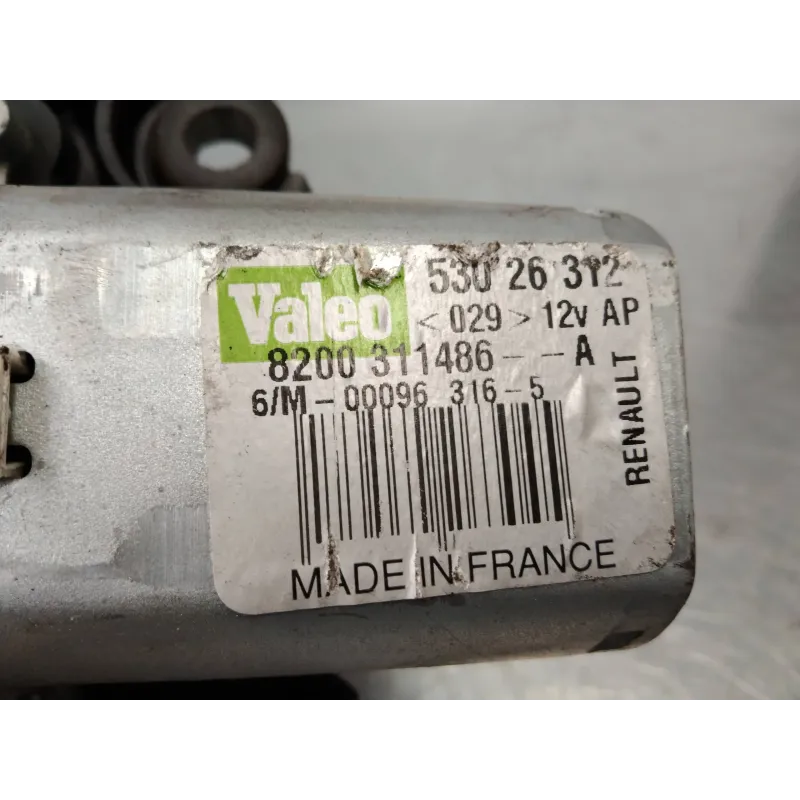 Valeo
530 26 312
< 029 > 12v AP
8200 311486 - - A
6/M - 00096 316 - 5
RENAULT
MADE IN FRANCE